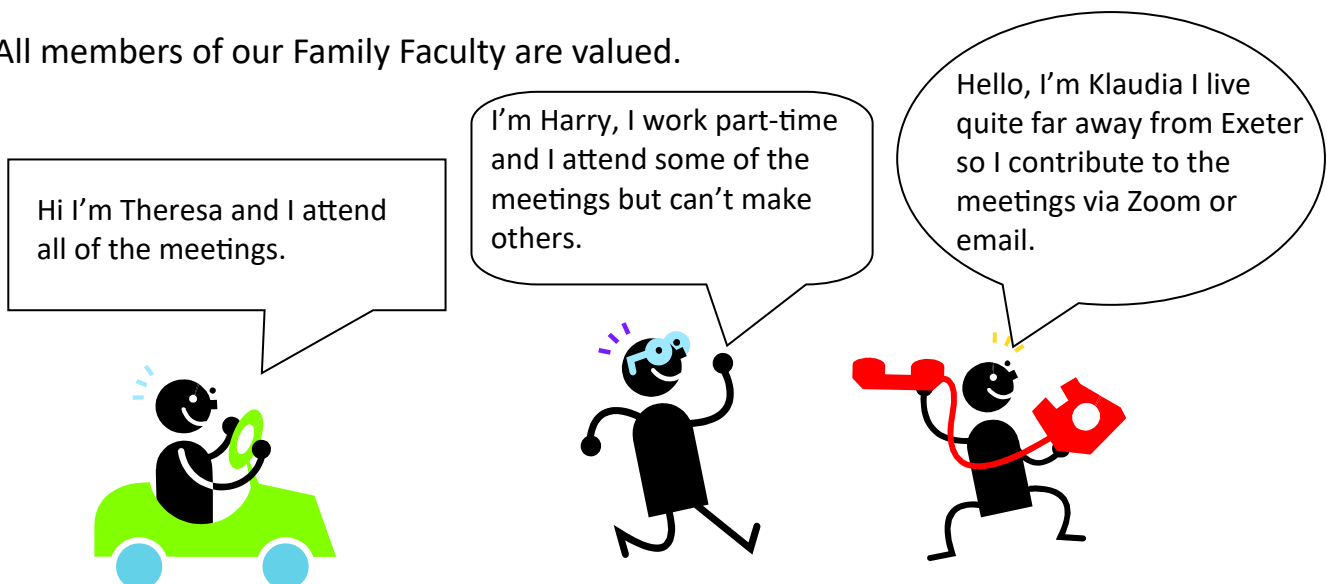 All members of our Family Faculty are valued.
Hi I’m Theresa and I attend
all of the meetings.
I’m Harry, I work part-time
and I attend some of the
meetings but can’t make
others.
Hello, I’m Klaudia I live
quite far away from Exeter
so I contribute to the
meetings via Zoom or
email.